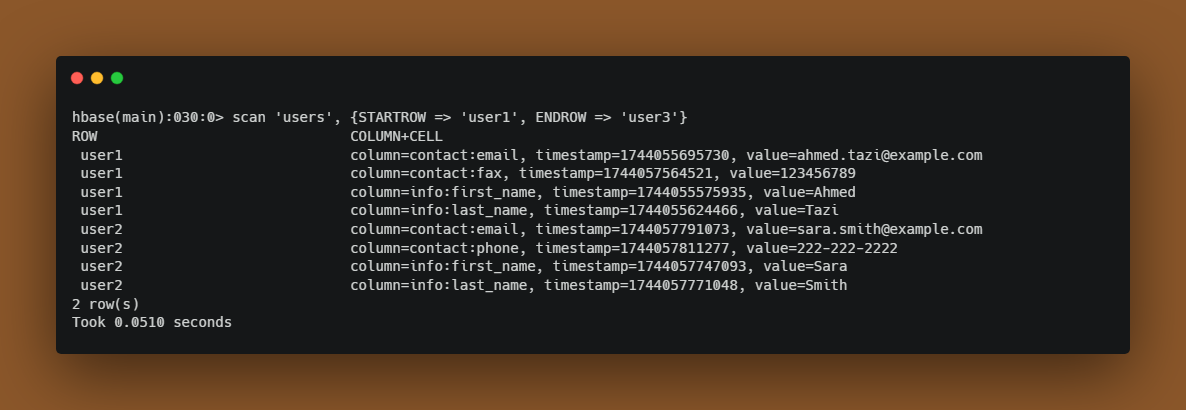 hbase(main):030:0> scan 'users', {STARTROW => 'user1', ENDROW => 'user3'}
ROW                              COLUMN+CELL
 user1                           column=contact:email, timestamp=1744055695730, value=ahmed.tazi@example.com
 user1                           column=contact:fax, timestamp=1744057564521, value=123456789
 user1                           column=info:first_name, timestamp=1744055575935, value=Ahmed
 user1                           column=info:last_name, timestamp=1744055624466, value=Tazi
 user2                           column=contact:email, timestamp=1744057791073, value=sara.smith@example.com
 user2                           column=contact:phone, timestamp=1744057811277, value=222-222-2222
 user2                           column=info:first_name, timestamp=1744057747093, value=Sara
 user2                           column=info:last_name, timestamp=1744057771048, value=Smith
2 row(s)
Took 0.0510 seconds